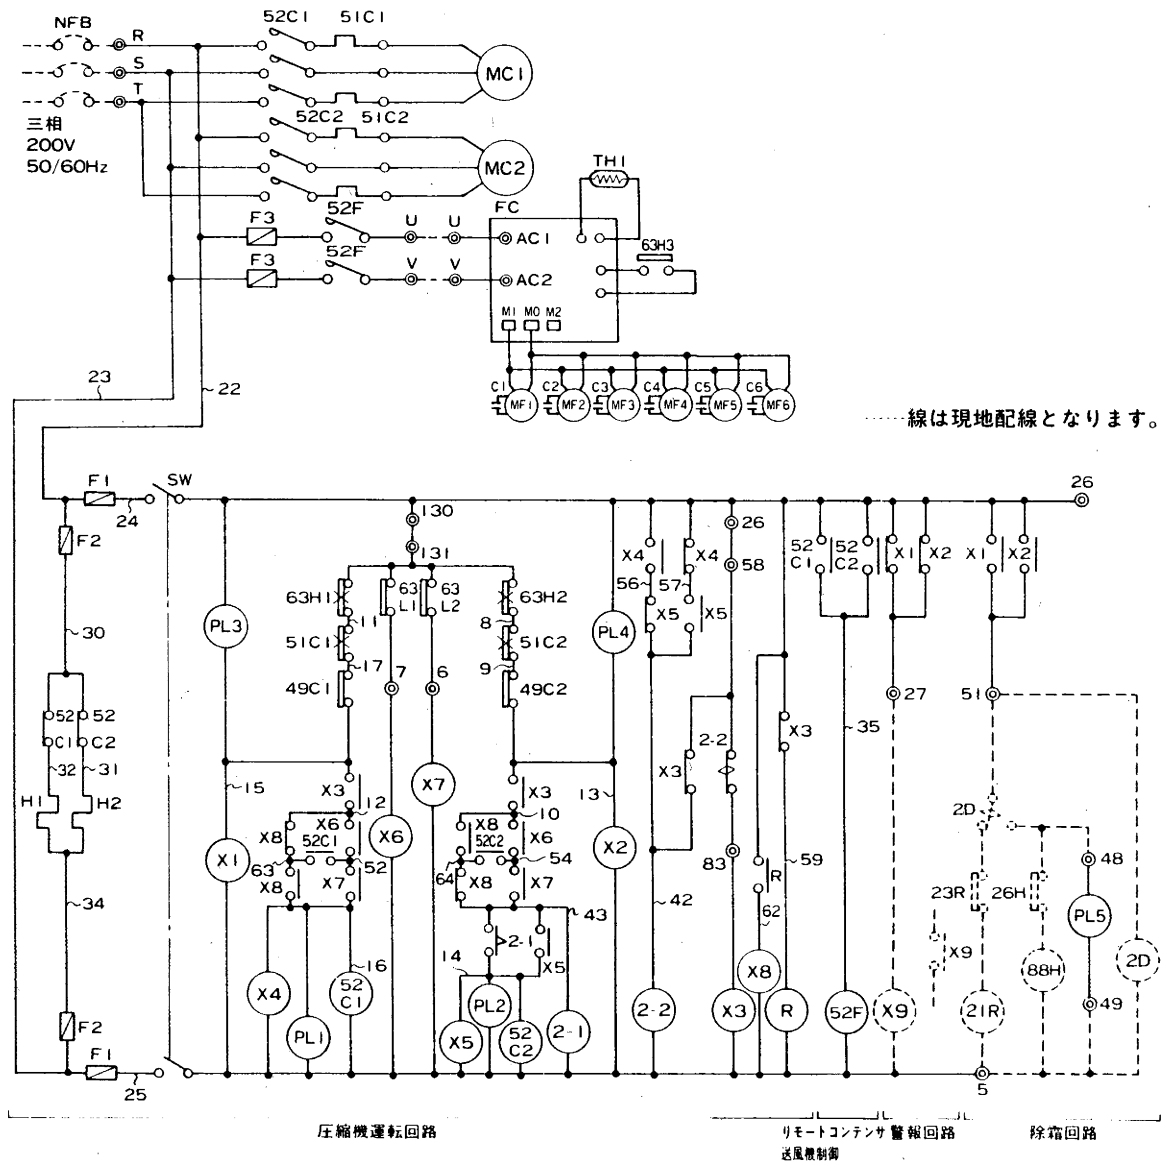 52C1 51C1
NFB
R
S
T
MC1
三相
200V
50/60Hz
52C2 51C2
MC2
TH1
FC
F3
52F
U
U
AC1
63H3
F3
52F
V
V
AC2
M1 M0 M2
C1 C2 C3 C4 C5 C6
MF1 MF2 MF3 MF4 MF5 MF6
23
22
……線は現地配線となります。
F1
SW
24
26
F2
130
131
26
58
X4
X4
56
57
X5
X5
52
C1
52
C2
X1
X2
X1
X2
63H1
63
L1
63
L2
63H2
11
8
PL3
PL4
51C1
51C2
17
9
49C1
7
6
49C2
30
52
C1
52
C2
32
31
H1
H2
15
X3
12
X7
X3
10
13
X3
2-2
X3
35
27
51
X8
X6
52C1
X6
X8
52C2
X6
X1
X2
63
52
64
54
83
59
2D
X8
X7
X8
X7
R
48
34
42
62
23R
26H
PL5
43
X9
2-1
14
X5
16
X8
88H
2D
X4
52
C1
PL2
2-2
X3
R
52F
X9
21R
49
PL1
X5
52
C2
2-1
F2
F1
25
5
圧縮機運転回路
リモートコンデンサ
送風機制御
警報回路
除霜回路